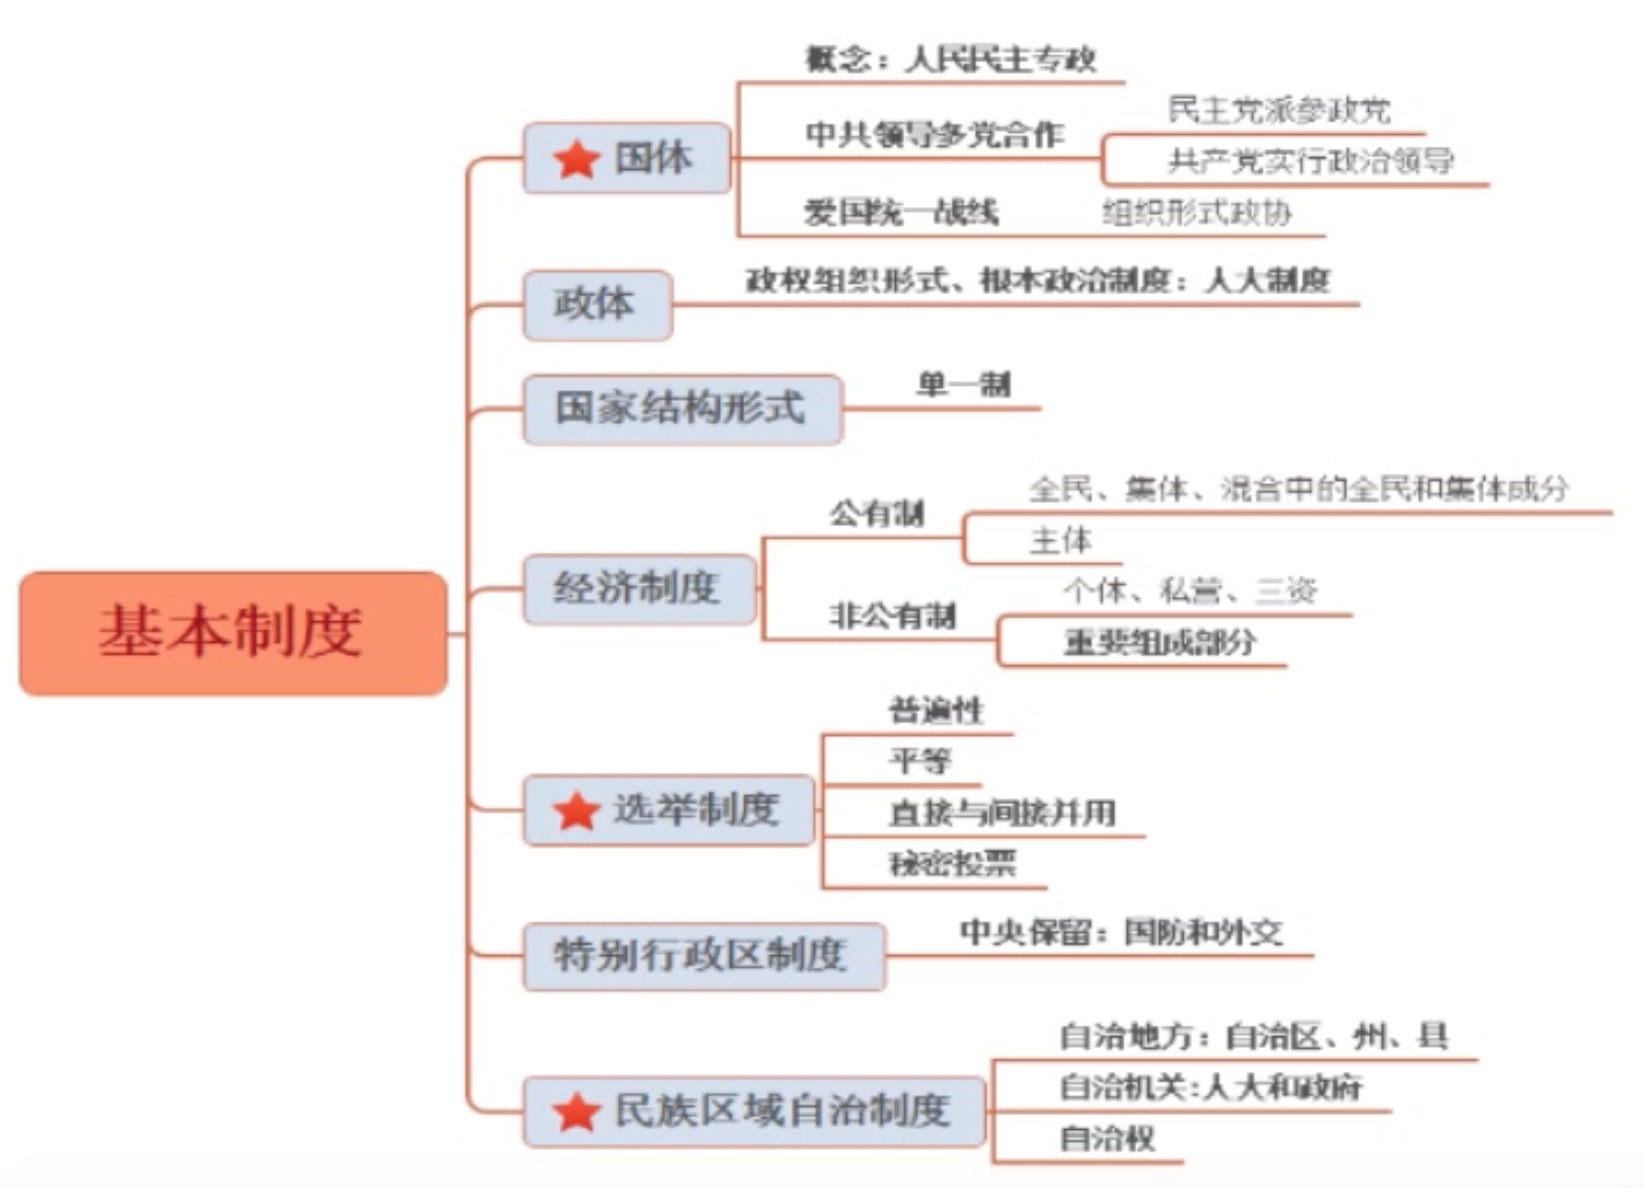 概念：人民民主专政
民主党派参政党
中共领导多党合作
共产党实行政治领导
国体
爱国统一战线 组织形式政协
政权组织形式、根本政治制度：人大制度
政体
单一制
国家结构形式
全民、集体、混合中的全民和集体成分
公有制
主体
经济制度
个体、私营、三资
非公有制
重要组成部分
基本制度
普遍性
平等
选举制度
直接与间接并用
秘密投票
中央保留：国防和外交
特别行政区制度
自治地方：自治区、州、县
自治机关:人大和政府
民族区域自治制度
自治权